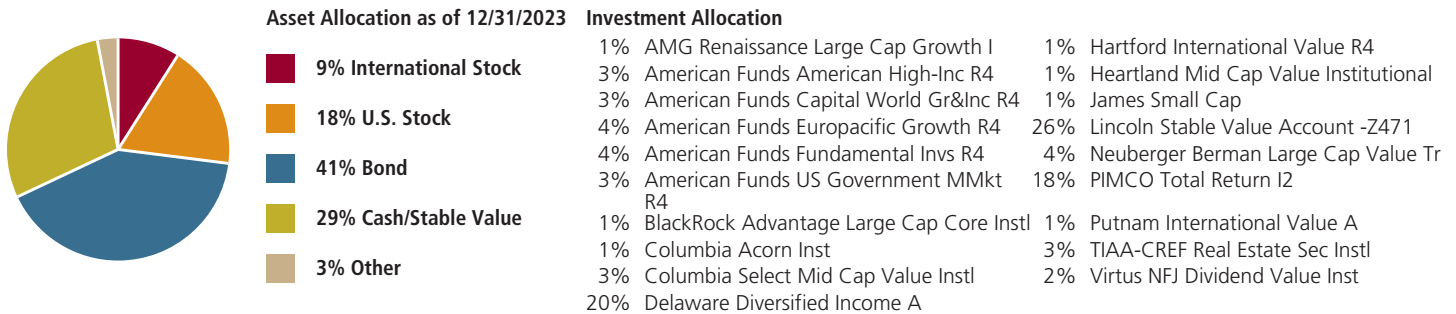 Asset Allocation as of 12/31/2023
9% International Stock
18% U.S. Stock
41% Bond
29% Cash/Stable Value
3% Other
Investment Allocation
1% AMG Renaissance Large Cap Growth I
3% American Funds American High-Inc R4
3% American Funds Capital World Gr&Inc R4
4% American Funds Europacific Growth R4
4% American Funds Fundamental Invs R4
3% American Funds US Government MMkt
R4
1% BlackRock Advantage Large Cap Core Instl
1% Columbia Acorn Inst
3% Columbia Select Mid Cap Value Instl
20% Delaware Diversified Income A
1% Hartford International Value R4
1% Heartland Mid Cap Value Institutional
1% James Small Cap
26% Lincoln Stable Value Account -Z471
4% Neuberger Berman Large Cap Value Tr
18% PIMCO Total Return I2
1% Putnam International Value A
3% TIAA-CREF Real Estate Sec Instl
2% Virtus NFJ Dividend Value Inst